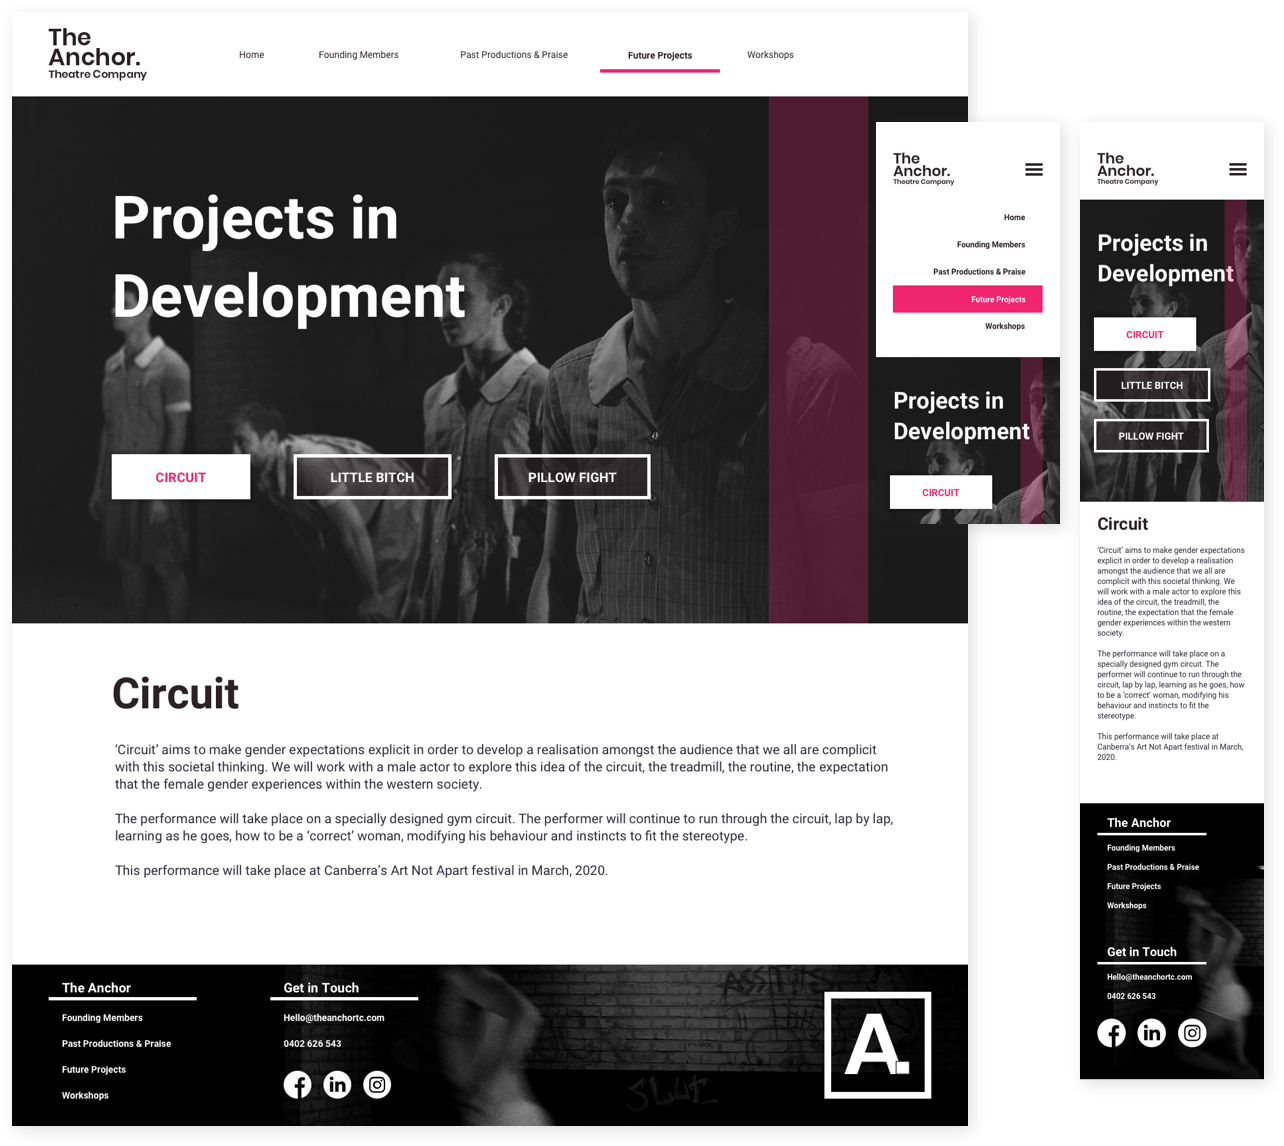 The
Anchor.
Theatre Company
Home
Founding Members
Past Productions & Praise
Future Projects
Workshops
Projects in
Development
CIRCUIT
LITTLE BITCH
PILLOW FIGHT
Circuit
‘Circuit’ aims to make gender expectations explicit in order to develop a realisation amongst the audience that we all are complicit
with this societal thinking. We will work with a male actor to explore this idea of the circuit, the treadmill, the routine, the expectation
that the female gender experiences within the western society.
The performance will take place on a specially designed gym circuit. The performer will continue to run through the circuit, lap by lap,
learning as he goes, how to be a ‘correct’ woman, modifying his behaviour and instincts to fit the stereotype.
This performance will take place at Canberra’s Art Not Apart festival in March, 2020.
The Anchor
Founding Members
Past Productions & Praise
Future Projects
Workshops
Get in Touch
Hello@theanchortc.com
0402 626 543
A.
The
Anchor.
Theatre Company
Home
Founding Members
Past Productions & Praise
Future Projects
Workshops
Projects in
Development
CIRCUIT
The
Anchor.
Theatre Company
Projects in
Development
CIRCUIT
LITTLE BITCH
PILLOW FIGHT
Circuit
‘Circuit’ aims to make gender expectations
explicit in order to develop a realisation
amongst the audience that we all are
complicit with this societal thinking. We
will work with a male actor to explore this
idea of the circuit, the treadmill, the
routine, the expectation that the female
gender experiences within the western
society.
The performance will take place on a
specially designed gym circuit. The
performer will continue to run through the
circuit, lap by lap, learning as he goes, how
to be a ‘correct’ woman, modifying his
behaviour and instincts to fit the
stereotype.
This performance will take place at
Canberra’s Art Not Apart festival in March,
2020.
The Anchor
Founding Members
Past Productions & Praise
Future Projects
Workshops
Get in Touch
Hello@theanchortc.com
0402 626 543